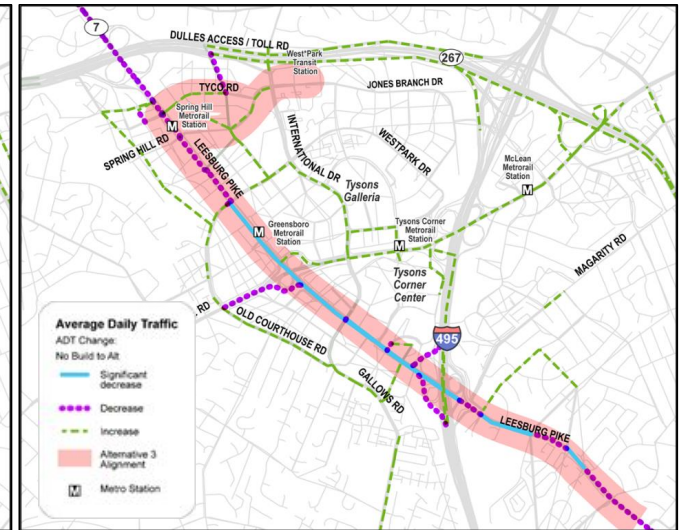 7
DULLES ACCESS / TOLL RD
West*Park
Transit
Station
267
TYCO RD
JONES BRANCH DR
Spring Hill
Metrorail
Station
M
SPRING HILL RD
LEESBURG PIKE
INTERNATIONAL DR
WESTPARK DR
McLean
Metrorail
Station
M
Tysons
Galleria
Greensboro
Metrorail
Station
M
Tysons Corner
Metrorail
Station
M
MAGARITY RD
Tysons
Corner
Center
RD
OLD COURTHOUSE RD
495
GALLOWS RD
LEESBURG PIKE
Average Daily Traffic
ADT Change:
No Build to Alt
Significant
decrease
Decrease
Increase
Alternative 3
Alignment
M
Metro Station